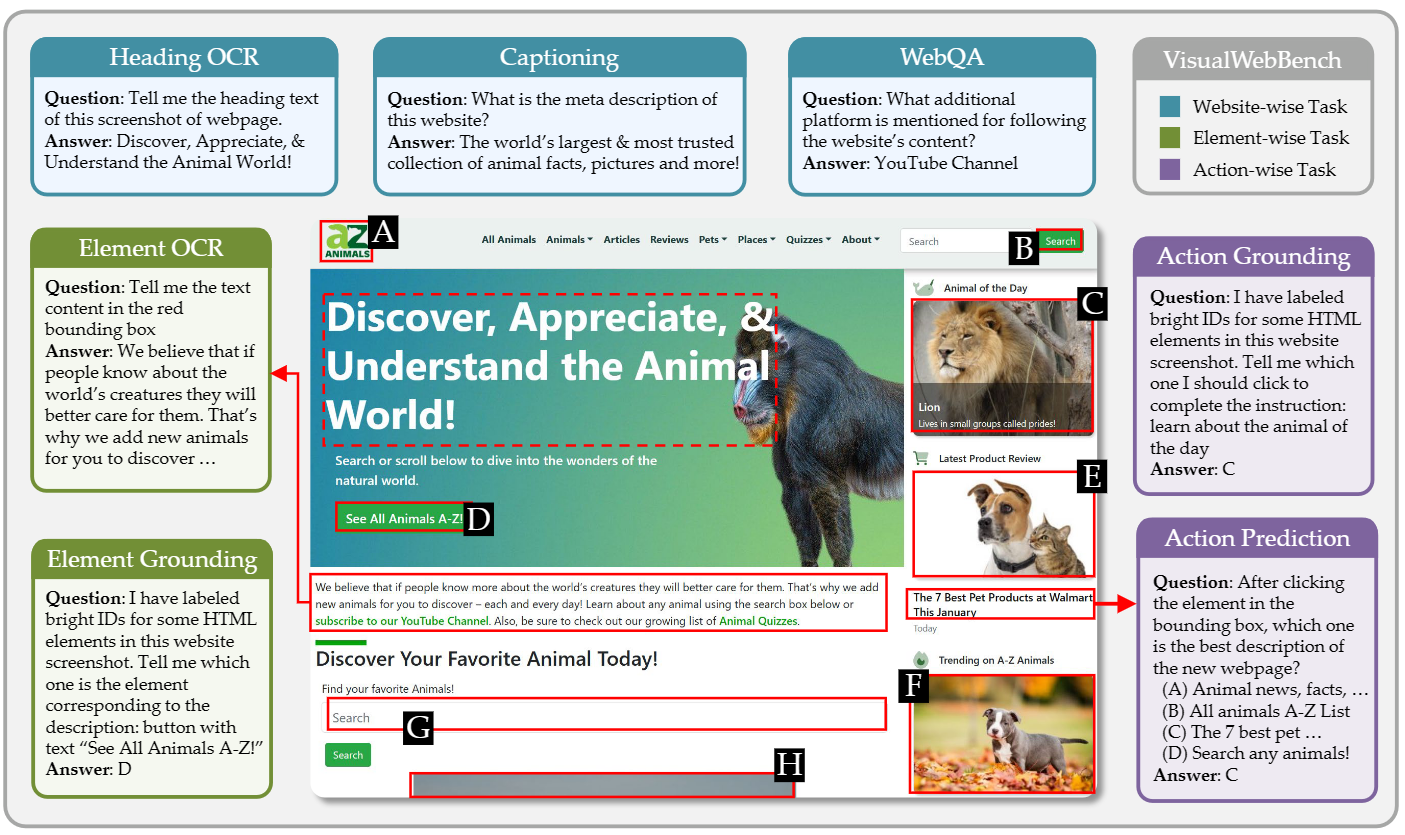 Heading OCR
Question: Tell me the heading text
of this screenshot of webpage.
Answer: Discover, Appreciate, &
Understand the Animal World!
Captioning
Question: What is the meta description of
this website?
Answer: The world's largest & most trusted
collection of animal facts, pictures and more!
WebQA
Question: What additional
platform is mentioned for following
the website's content?
Answer: YouTube Channel
VisualWebBench
Website-wise Task
Element-wise Task
Action-wise Task
Element OCR
Question: Tell me the text
content in the red
bounding box
Answer: We believe that if
people know about the
world's creatures they will
better care for them. That's
why we add new animals
for you to discover ...
Element Grounding
Question: I have labeled
bright IDs for some HTML
elements in this website
screenshot. Tell me which
one is the element
corresponding to the
description: button with
text "See All Animals A-Z!"
Answer: D
az
ANIMALS
A
All Animals Animals Articles Reviews Pets Places Quizzes About
Search
B
Search
Discover, Appreciate, &
Understand the Animal
World!
Search or scroll below to dive into the wonders of the
natural world.
See All Animals A-Z!
D
We believe that if people know more about the world's creatures they will better care for them. That's why we add
new animals for you to discover – each and every day! Learn about any animal using the search box below or
subscribe to our YouTube Channel. Also, be sure to check out our growing list of Animal Quizzes.
Discover Your Favorite Animal Today!
Find your favorite Animals!
Search
G
Search
H
Animal of the Day
C
Lion
Lives in small groups called prides!
Latest Product Review
E
The 7 Best Pet Products at Walmart
This January
Today
Trending on A-Z Animals
F
Action Grounding
Question: I have labeled
bright IDs for some HTML
elements in this website
screenshot. Tell me which
one I should click to
complete the instruction:
learn about the animal of
the day
Answer: C
Action Prediction
Question: After clicking
the element in the
bounding box, which one
is the best description of
the new webpage?
(A) Animal news, facts, ...
(B) All animals A-Z List
(C) The 7 best pet ...
(D) Search any animals!
Answer: C